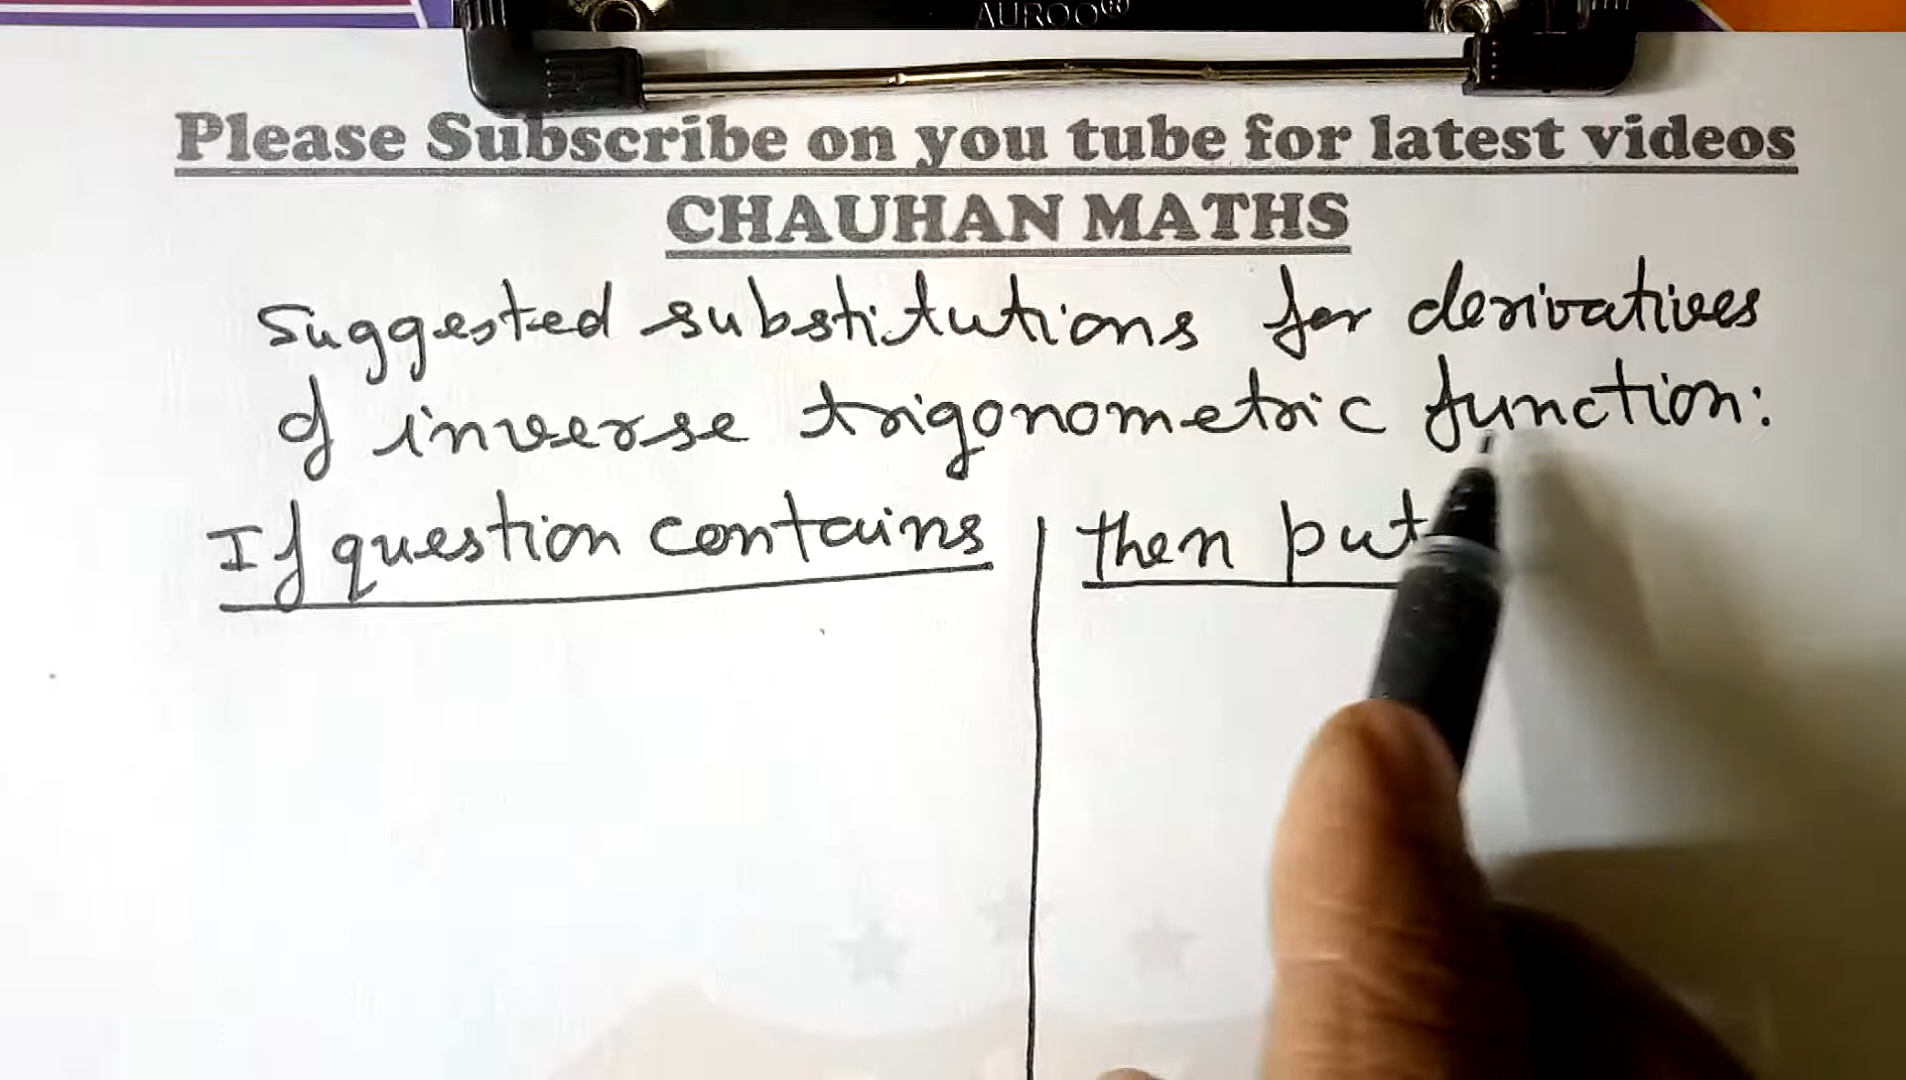 AUROO(R)
Please Subscribe on you tube for latest videos
CHAUHAN MATHS
Suggested substitutions for derivatives
of inverse trigonometric function:
If question contains
then put